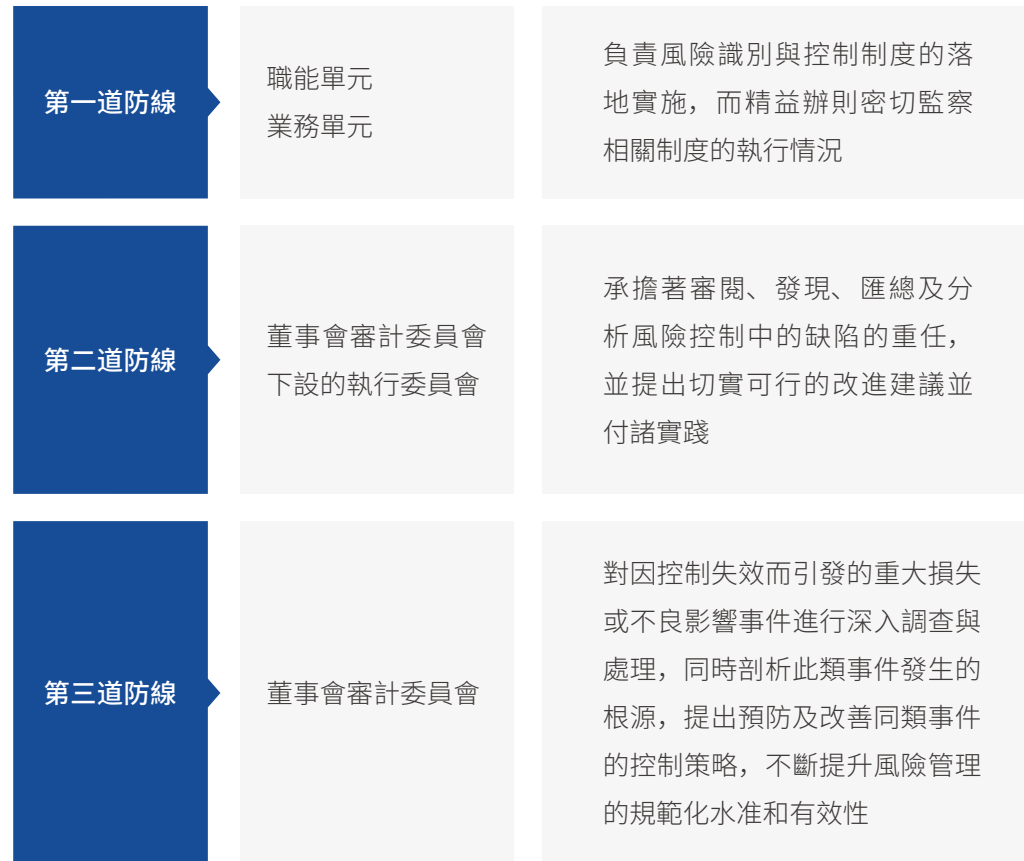 第一道防線
職能單元
業務單元
負責風險識別與控制制度的落
地實施，而精益辦則密切監察
相關制度的執行情況
第二道防線
董事會審計委員會
下設的執行委員會
承擔著審閱、發現、匯總及分
析風險控制中的缺陷的重任，
並提出切實可行的改進建議並
付諸實踐
第三道防線
董事會審計委員會
對因控制失效而引發的重大損失
或不良影響事件進行深入調查與
處理，同時剖析此類事件發生的
根源，提出預防及改善同類事件
的控制策略，不斷提升風險管理
的規範化水准和有效性